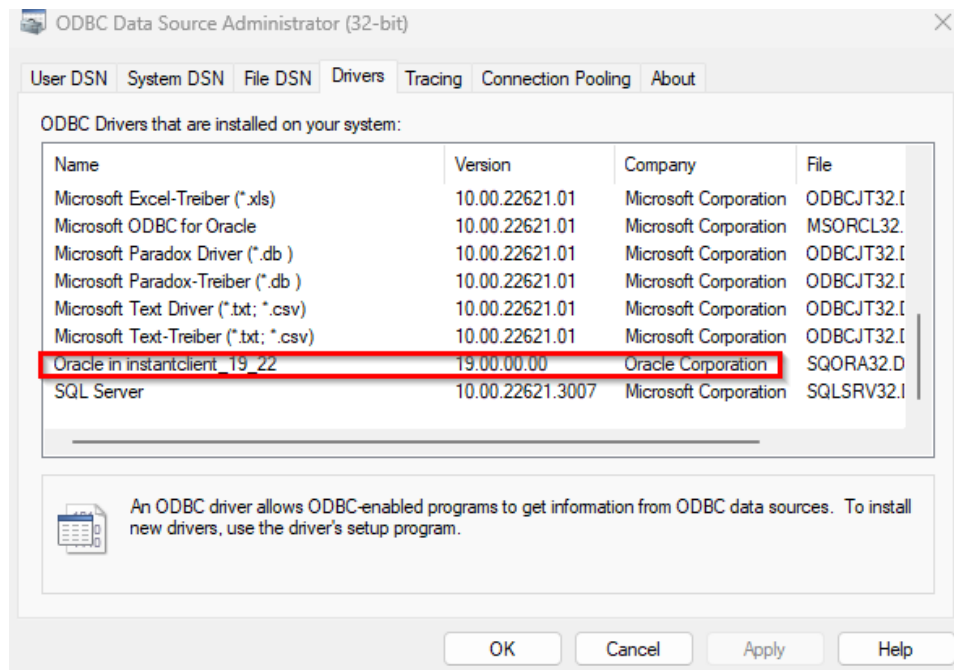 ODBC Data Source Administrator (32-bit)
User DSN System DSN File DSN Drivers Tracing Connection Pooling About
ODBC Drivers that are installed on your system:
Name Version Company File
Microsoft Excel-Treiber (*.xls) 10.00.22621.01 Microsoft Corporation ODBCJT32.D
Microsoft ODBC for Oracle 10.00.22621.01 Microsoft Corporation MSORCL32.
Microsoft Paradox Driver (*.db ) 10.00.22621.01 Microsoft Corporation ODBCJT32.D
Microsoft Paradox-Treiber (*.db ) 10.00.22621.01 Microsoft Corporation ODBCJT32.D
Microsoft Text Driver (*.txt; *.csv) 10.00.22621.01 Microsoft Corporation ODBCJT32.D
Microsoft Text-Treiber (*.txt; *.csv) 10.00.22621.01 Microsoft Corporation ODBCJT32.D
Oracle in instantclient_19_22 19.00.00.00 Oracle Corporation SQORA32.D
SQL Server 10.00.22621.3007 Microsoft Corporation SQLSRV32.
An ODBC driver allows ODBC-enabled programs to get information from ODBC data sources. To install
new drivers, use the driver's setup program.
OK Cancel Apply Help